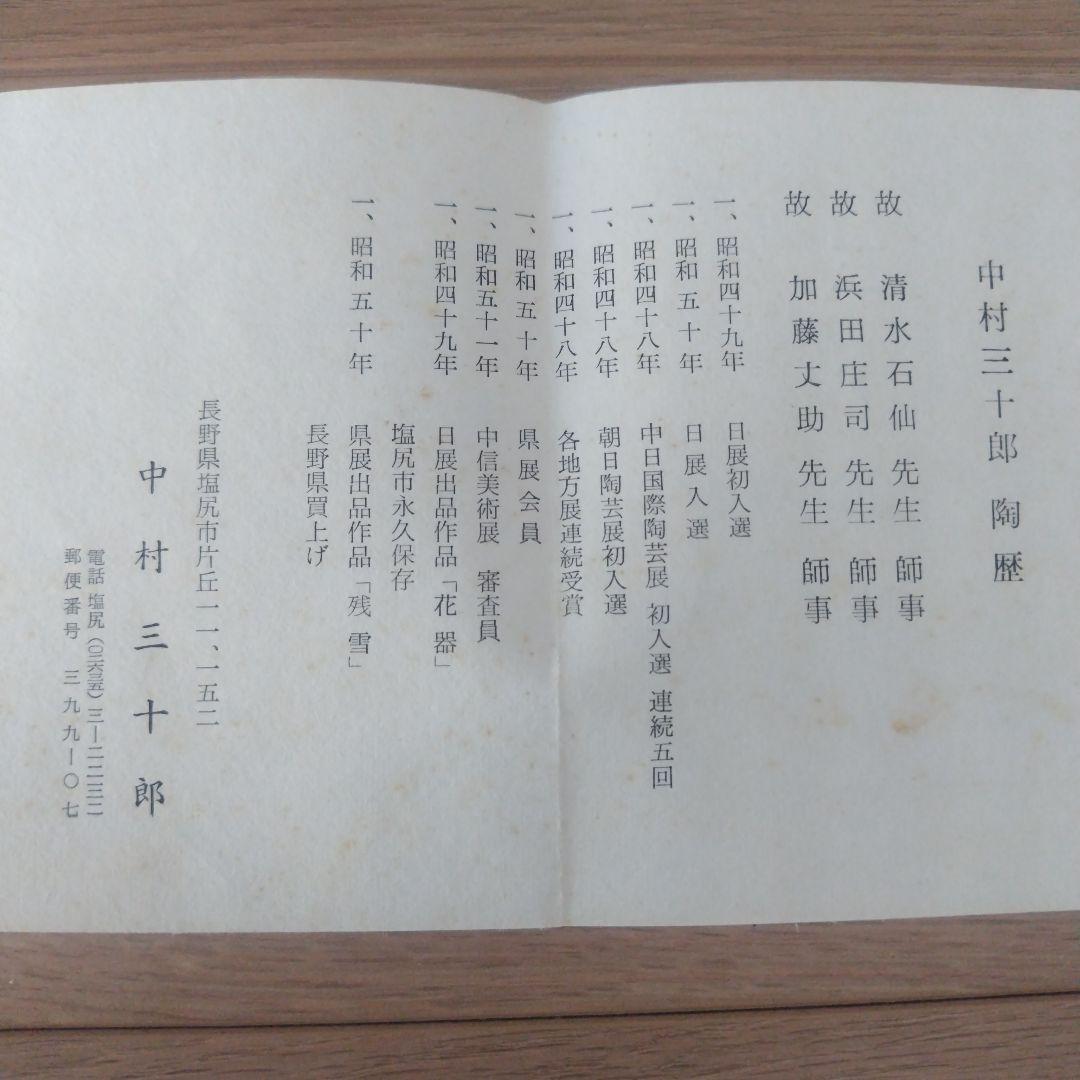 中村三十郎 陶歴
故 清水石仙 先生 師事
故 浜田庄司 先生 師事
故 加藤丈助 先生 師事
一、昭和四十九年 日展初入選
一、昭和五十年 日展入選
一、昭和四十八年 中日国際陶芸展 初入選 連続五回
一、昭和四十八年 朝日陶芸展初入選
一、昭和四十八年 各地方展連続受賞
一、昭和五十年 県展会員
一、昭和五十一年 中信美術展 審査員
一、昭和四十九年 日展出品作品「花器」
塩尻市永久保存
一、昭和五十年 県展出品作品「残雪」
長野県買上げ
長野県塩尻市片丘一一、一五二
中村三十郎
電話 塩尻(〇二六三五)三―二二三二
郵便番号 三九九―〇七